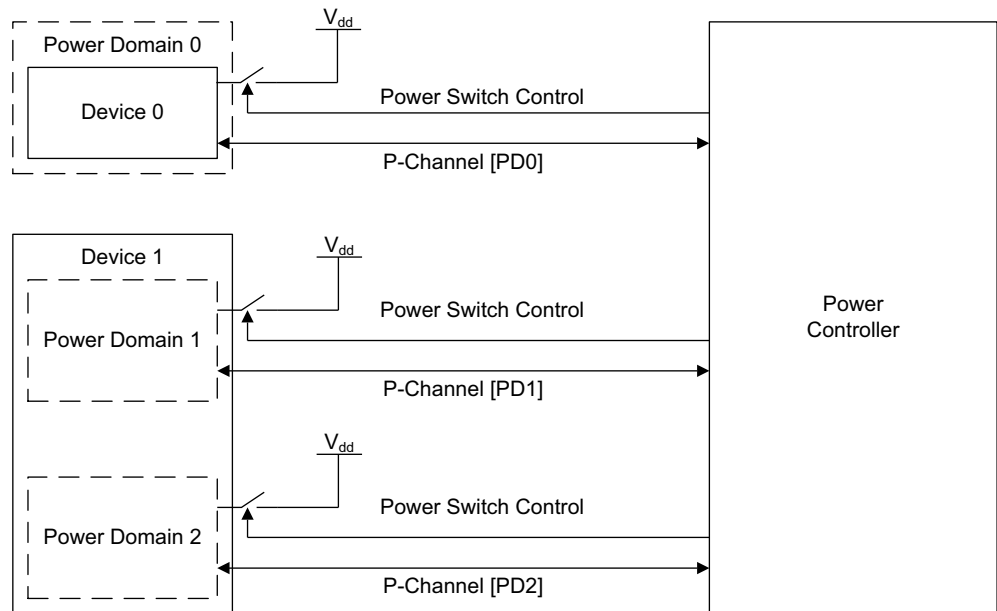 Power Domain 0
Device 0
Vdd
Power Switch Control
P-Channel [PD0]
Device 1
Power Domain 1
Vdd
Power Switch Control
P-Channel [PD1]
Power Domain 2
Vdd
Power Switch Control
P-Channel [PD2]
Power
Controller